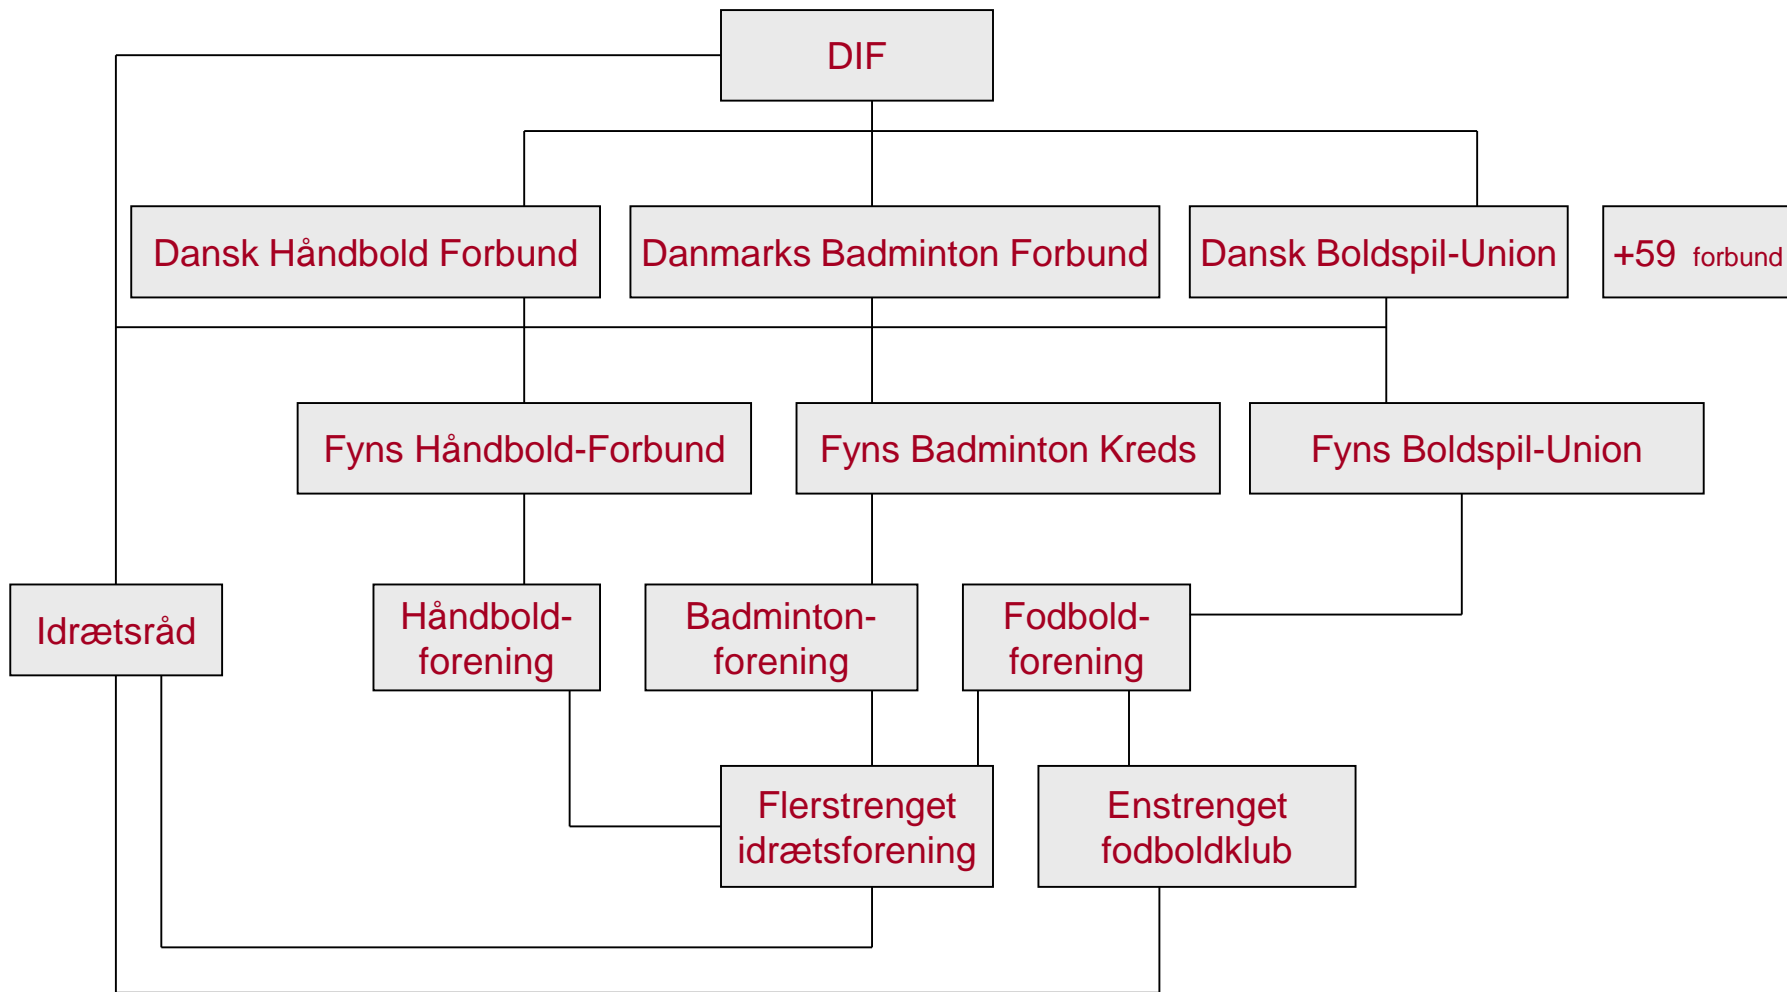 DIF
Dansk Håndbold Forbund
Danmarks Badminton Forbund
Dansk Boldspil-Union
+59 forbund
Fyns Håndbold-Forbund
Fyns Badminton Kreds
Fyns Boldspil-Union
Idrætsråd
Håndbold-
forening
Badminton-
forening
Fodbold-
forening
Flerstrenget
idrætsforening
Enstrenget
fodboldklub